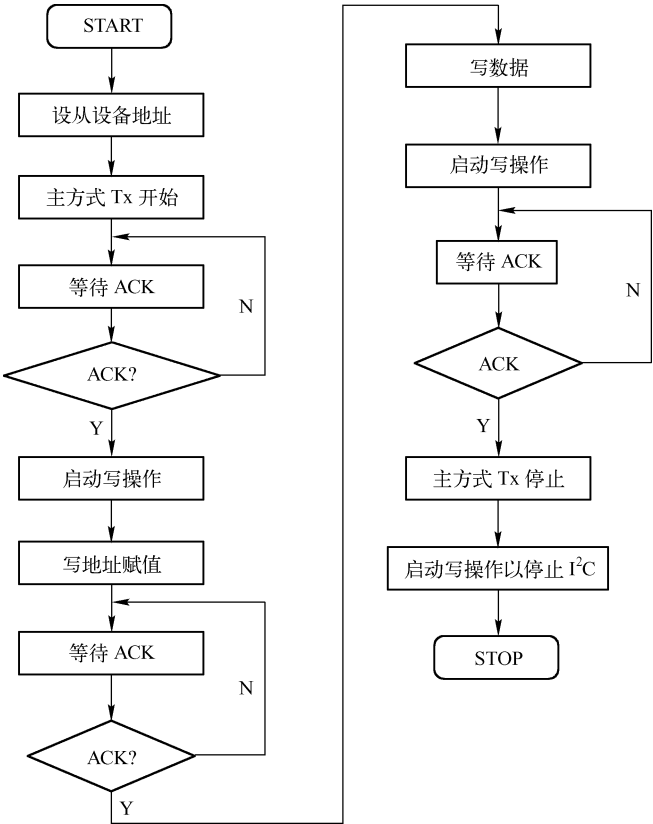 START
设从设备地址
主方式 Tx 开始
等待 ACK
N
ACK?
Y
启动写操作
写地址赋值
等待 ACK
N
ACK?
Y
写数据
启动写操作
等待 ACK
N
ACK
Y
主方式 Tx 停止
启动写操作以停止 I²C
STOP